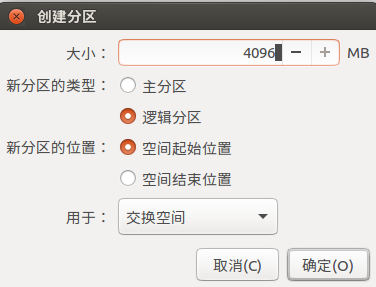 创建分区
大小： 4096 MB
新分区的类型： 主分区
逻辑分区
新分区的位置： 空间起始位置
空间结束位置
用于： 交换空间
取消(C) 确定(O)